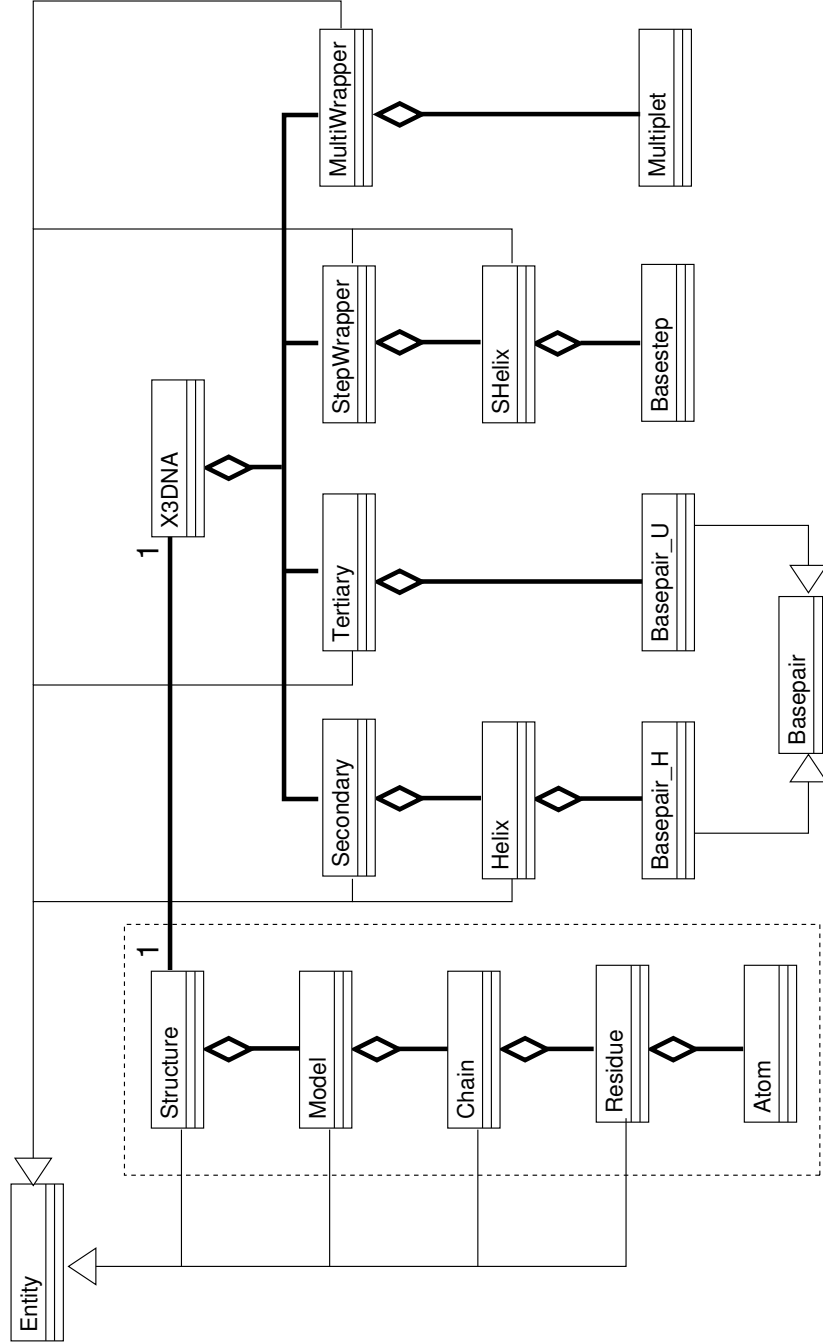 Entity
Structure
1
1
X3DNA
Model
Secondary
Tertiary
StepWrapper
MultiWrapper
Chain
Helix
SHelix
Residue
Basepair_H
Basepair_U
Basestep
Multiplet
Atom
Basepair